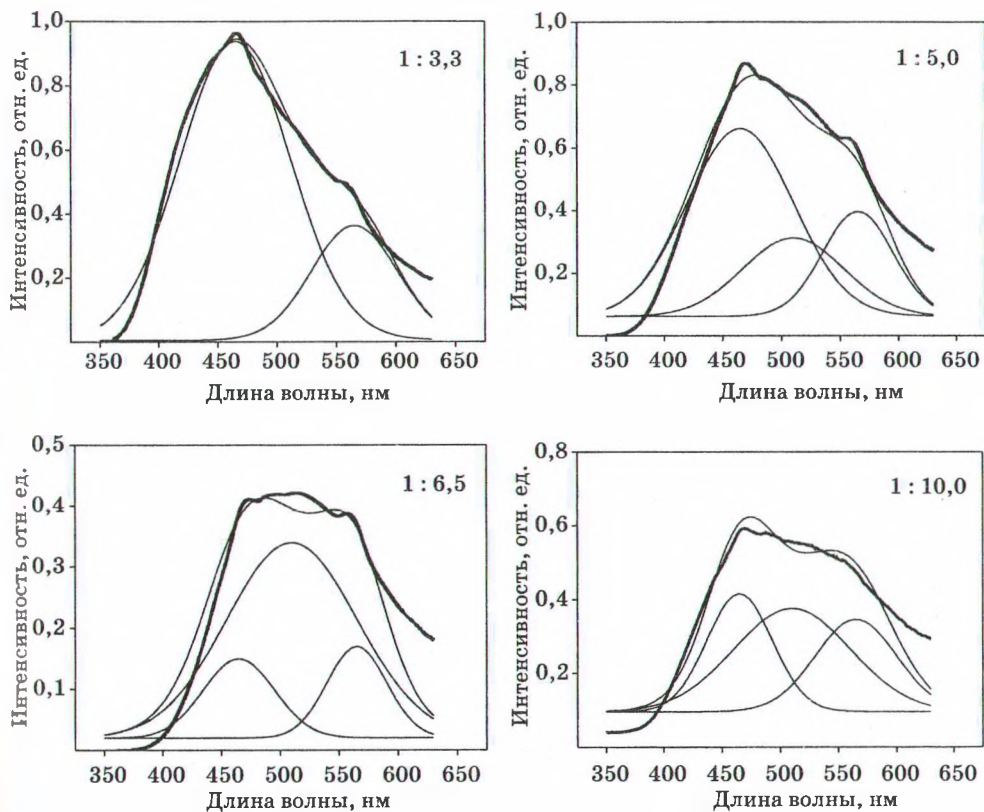 Интенсивность, отн. ед.
1,0
0,8
0,6
0,4
0,2
1 : 3,3
350 400 450 500 550 600 650
Длина волны, нм
Интенсивность, отн. ед.
1,0
0,8
0,6
0,4
0,2
1 : 5,0
350 400 450 500 550 600 650
Длина волны, нм
Интенсивность, отн. ед.
0,5
0,4
0,3
0,2
0,1
1 : 6,5
350 400 450 500 550 600 650
Длина волны, нм
Интенсивность, отн. ед.
0,8
0,6
0,4
0,2
1 : 10,0
350 400 450 500 550 600 650
Длина волны, нм